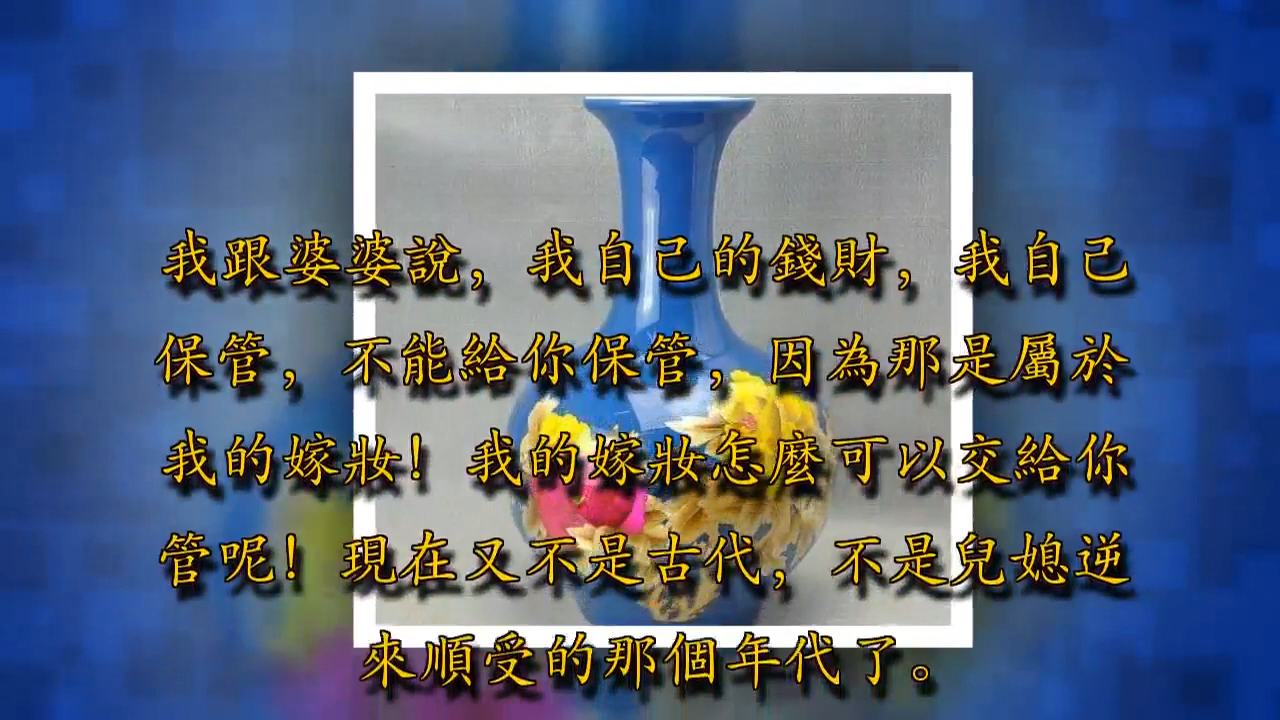 我跟婆婆說，我自己的錢財，我自己
保管，不能給你保管，因為那是屬於
我的嫁妝！我的嫁妝怎麼可以交給你
管呢！現在又不是古代，不是兒媳逆
來順受的那個年代了。